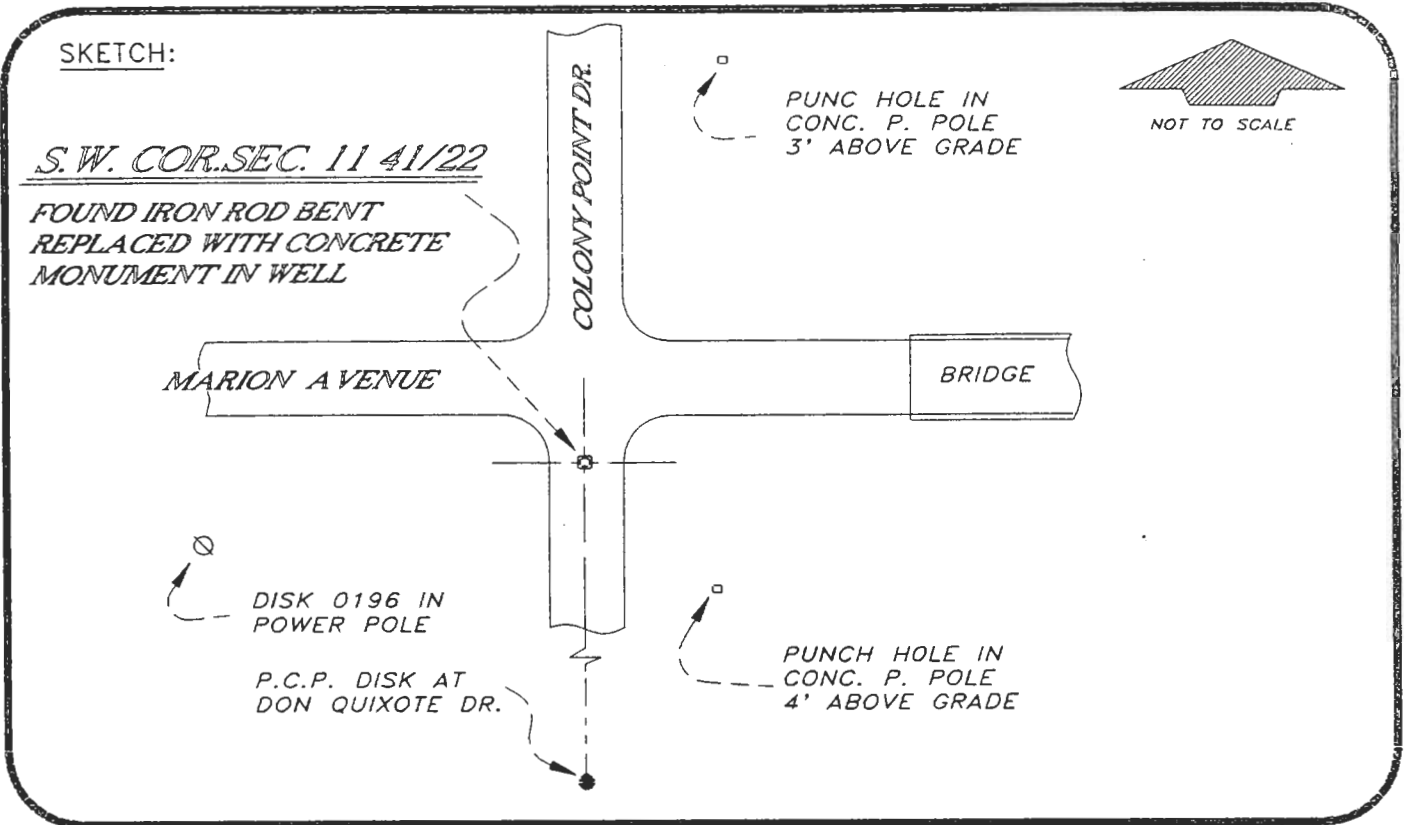 SKETCH:
S.W. COR.SEC. 11 41/22
FOUND IRON ROD BENT
REPLACED WITH CONCRETE
MONUMENT IN WELL
COLONY POINT DR.
PUNC HOLE IN
CONC. P. POLE
3' ABOVE GRADE
NOT TO SCALE
MARION AVENUE
BRIDGE
DISK 0196 IN
POWER POLE
P.C.P. DISK AT
DON QUIXOTE DR.
PUNCH HOLE IN
CONC. P. POLE
4' ABOVE GRADE